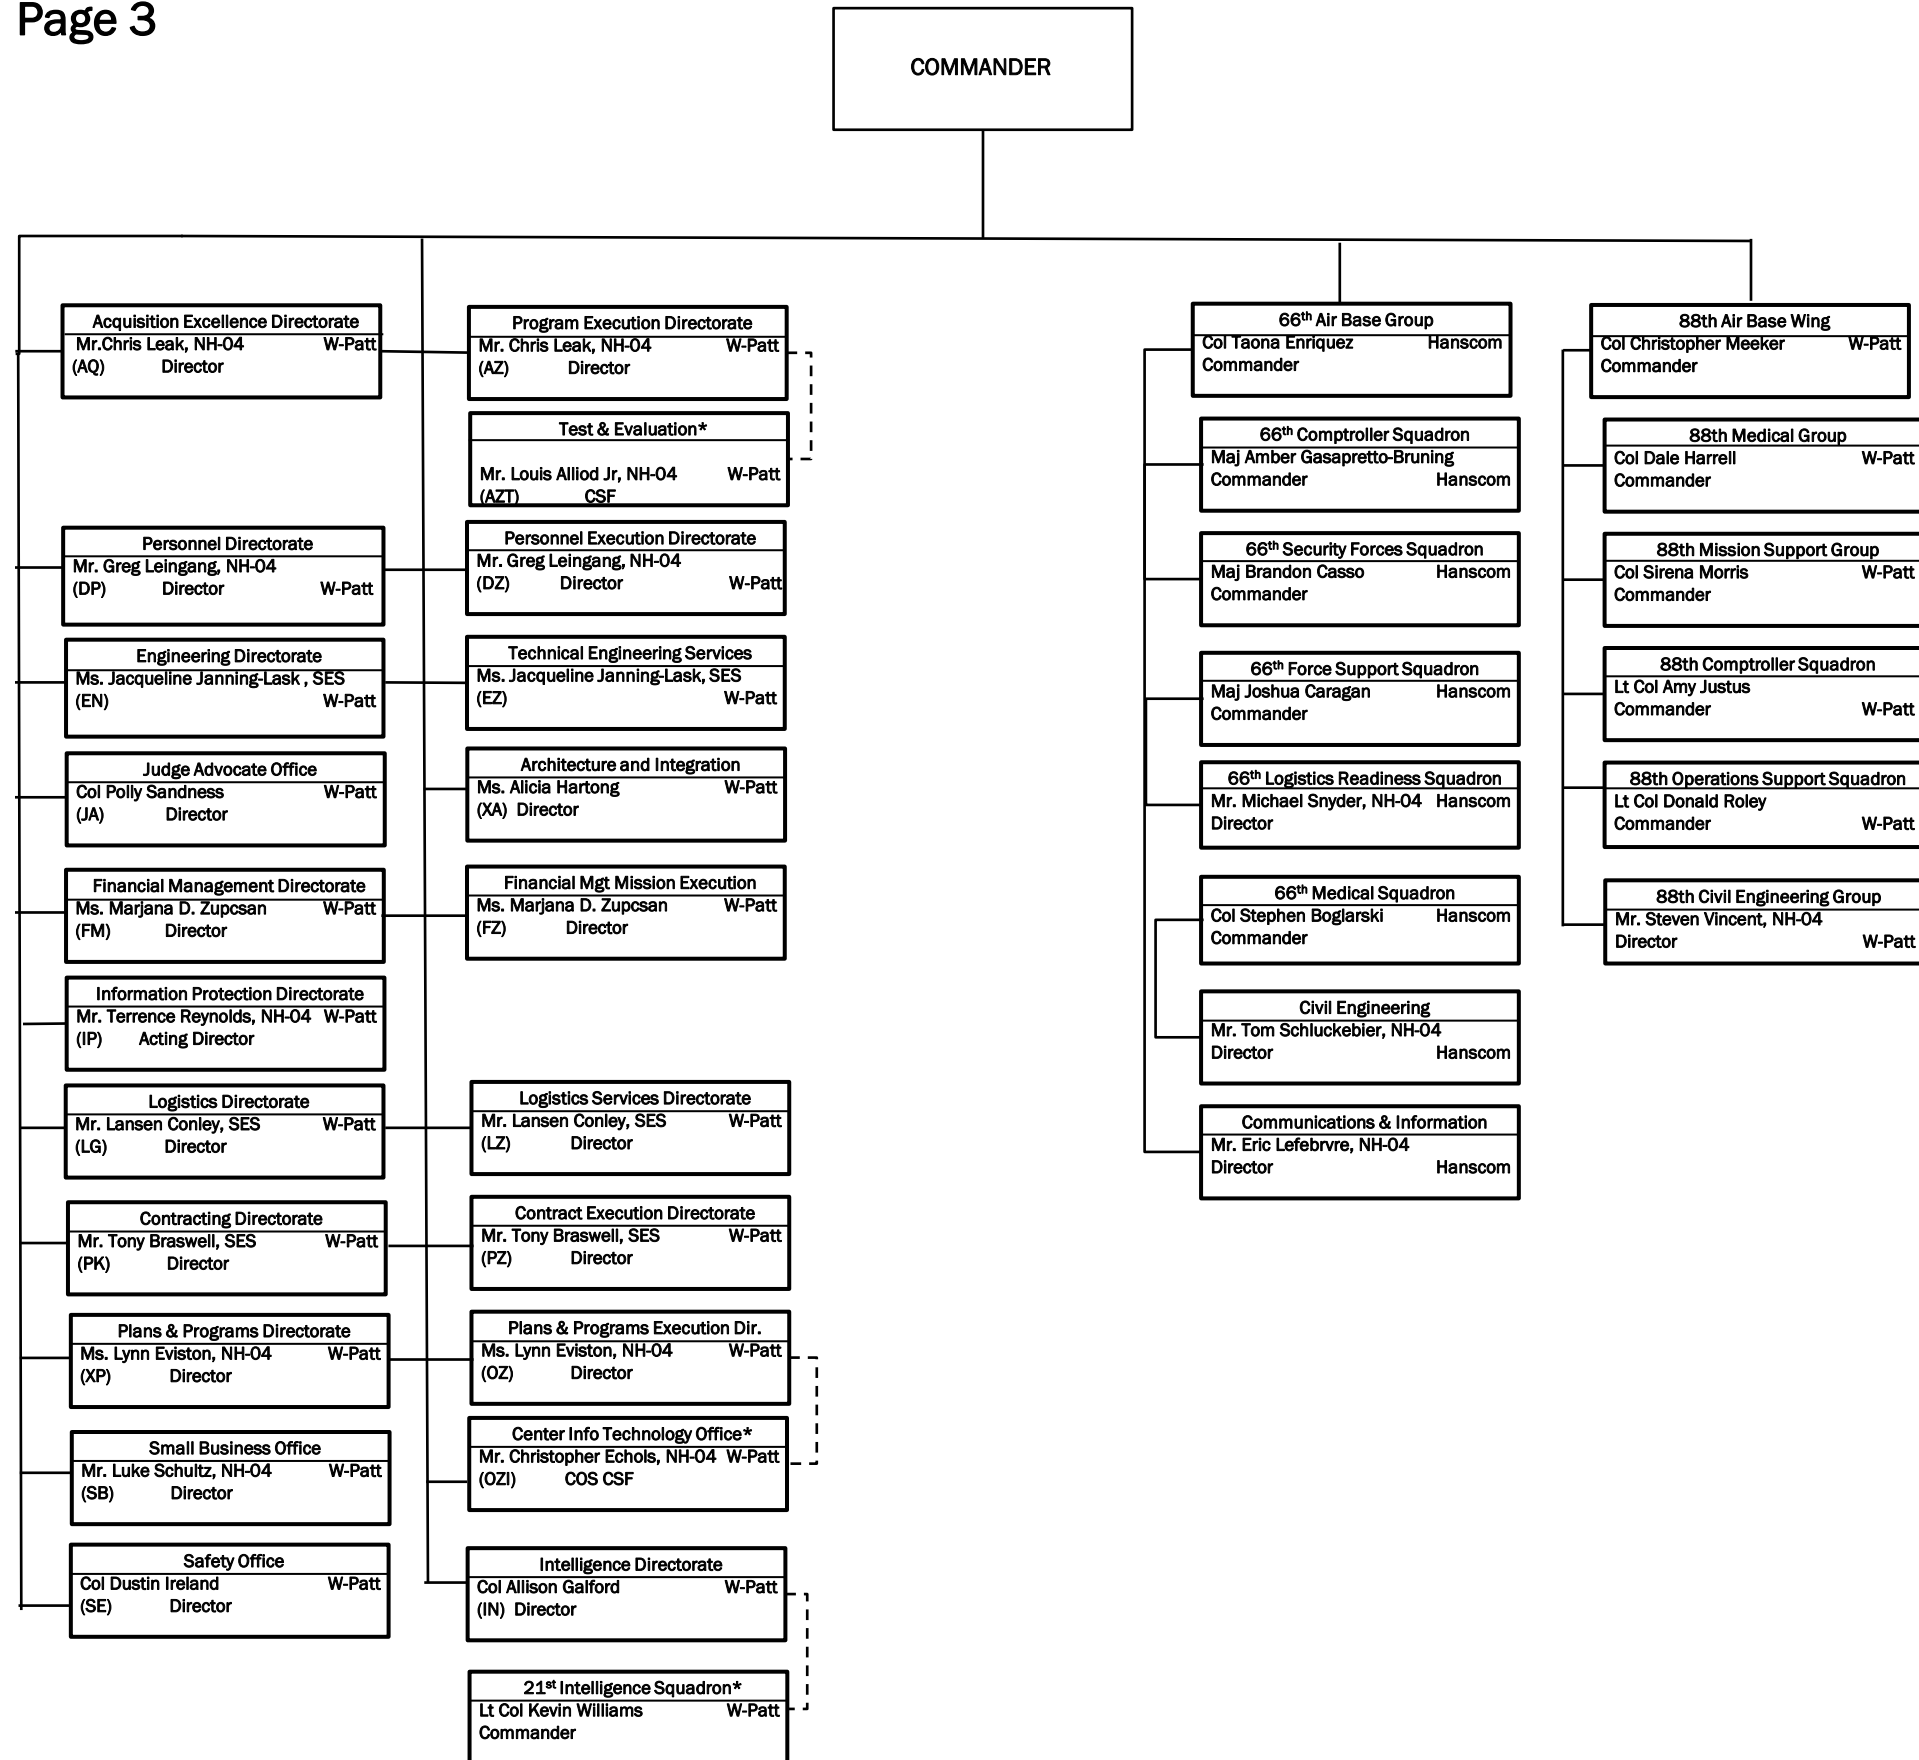 Page 3
COMMANDER
Acquisition Excellence Directorate
Mr.Chris Leak, NH-04 W-Patt
(AQ) Director
Personnel Directorate
Mr. Greg Leingang, NH-04
(DP) Director W-Patt
Engineering Directorate
Ms. Jacqueline Janning-Lask , SES
(EN) W-Patt
Judge Advocate Office
Col Polly Sandness W-Patt
(JA) Director
Financial Management Directorate
Ms. Marjana D. Zupcsan W-Patt
(FM) Director
Information Protection Directorate
Mr. Terrence Reynolds, NH-04 W-Patt
(IP) Acting Director
Logistics Directorate
Mr. Lansen Conley, SES W-Patt
(LG) Director
Contracting Directorate
Mr. Tony Braswell, SES W-Patt
(PK) Director
Plans & Programs Directorate
Ms. Lynn Eviston, NH-04 W-Patt
(XP) Director
Small Business Office
Mr. Luke Schultz, NH-04 W-Patt
(SB) Director
Safety Office
Col Dustin Ireland W-Patt
(SE) Director
Program Execution Directorate
Mr. Chris Leak, NH-04 W-Patt
(AZ) Director
Test & Evaluation*
Mr. Louis Alliod Jr, NH-04 W-Patt
(AZT) CSF
Personnel Execution Directorate
Mr. Greg Leingang, NH-04
(DZ) Director W-Patt
Technical Engineering Services
Ms. Jacqueline Janning-Lask, SES
(EZ) W-Patt
Architecture and Integration
Ms. Alicia Hartong W-Patt
(XA) Director
Financial Mgt Mission Execution
Ms. Marjana D. Zupcsan W-Patt
(FZ) Director
Logistics Services Directorate
Mr. Lansen Conley, SES W-Patt
(LZ) Director
Contract Execution Directorate
Mr. Tony Braswell, SES W-Patt
(PZ) Director
Plans & Programs Execution Dir.
Ms. Lynn Eviston, NH-04 W-Patt
(OZ) Director
Center Info Technology Office*
Mr. Christopher Echols, NH-04 W-Patt
(OZI) COS CSF
Intelligence Directorate
Col Allison Galford W-Patt
(IN) Director
21st Intelligence Squadron*
Lt Col Kevin Williams W-Patt
Commander
66th Air Base Group
Col Taona Enriquez Hanscom
Commander
66th Comptroller Squadron
Maj Amber Gasapretto-Bruning
Commander Hanscom
66th Security Forces Squadron
Maj Brandon Casso Hanscom
Commander
66th Force Support Squadron
Maj Joshua Caragan Hanscom
Commander
66th Logistics Readiness Squadron
Mr. Michael Snyder, NH-04 Hanscom
Director
66th Medical Squadron
Col Stephen Boglarski Hanscom
Commander
Civil Engineering
Mr. Tom Schluckebier, NH-04
Director Hanscom
Communications & Information
Mr. Eric Lefebrvre, NH-04
Director Hanscom
88th Air Base Wing
Col Christopher Meeker W-Patt
Commander
88th Medical Group
Col Dale Harrell W-Patt
Commander
88th Mission Support Group
Col Sirena Morris W-Patt
Commander
88th Comptroller Squadron
Lt Col Amy Justus
Commander W-Patt
88th Operations Support Squadron
Lt Col Donald Roley
Commander W-Patt
88th Civil Engineering Group
Mr. Steven Vincent, NH-04
Director W-Patt